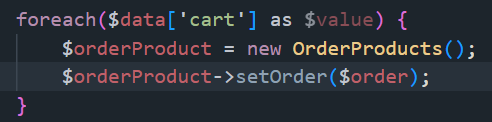 foreach($data['cart'] as $value) {
    $orderProduct = new OrderProducts();
    $orderProduct->setOrder($order);
}